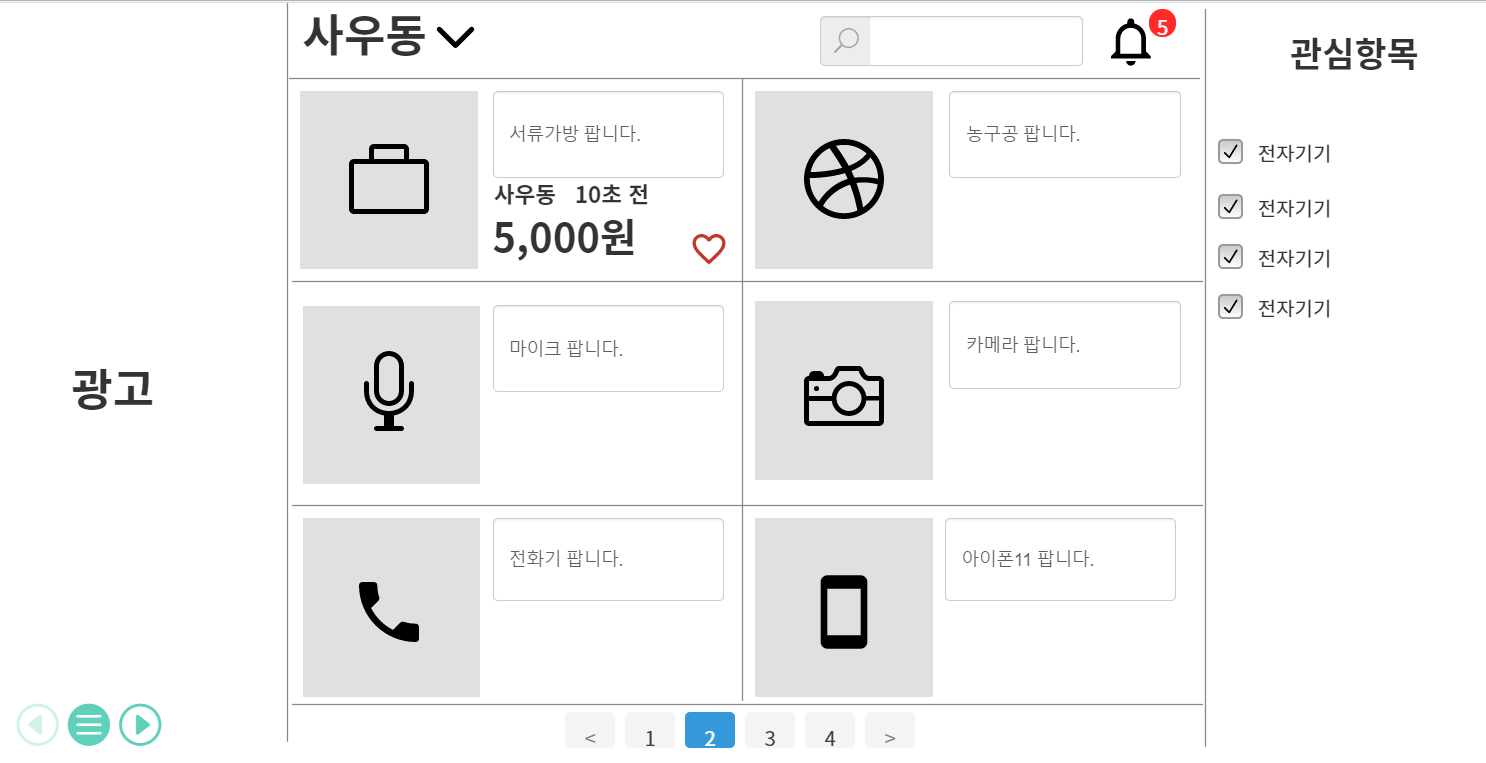 사우동
5
관심항목
서류가방 팝니다.
사우동 10초 전
5,000원
농구공 팝니다.
전자기기
전자기기
전자기기
전자기기
마이크 팝니다.
카메라 팝니다.
광고
전화기 팝니다.
아이폰11 팝니다.
< 1 2 3 4 >